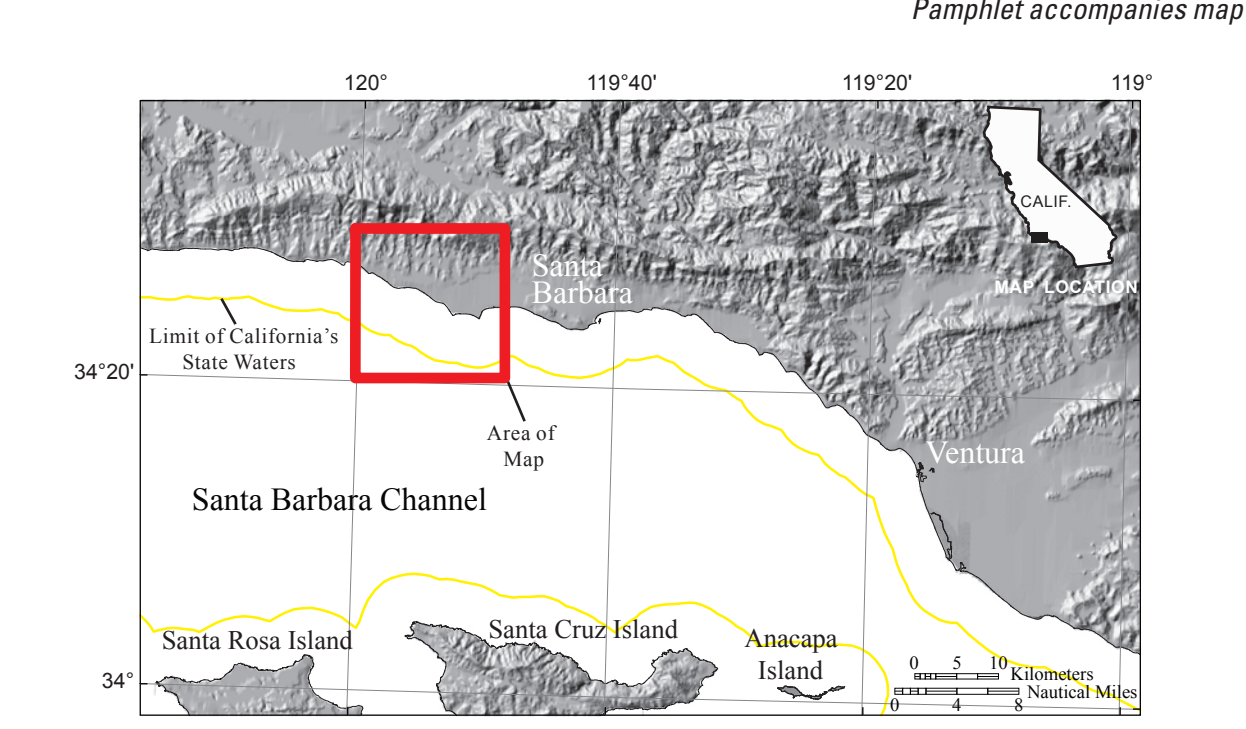 Pamphlet accompanies map
120°
119°40'
119°20'
119°
CALIF.
MAP LOCATION
Santa
Barbara
Limit of California's
State Waters
34°20'
Area of
Map
Ventura
Santa Barbara Channel
Santa Rosa Island
Santa Cruz Island
Anacapa
Island
0 5 10
Kilometers
Nautical Miles
0 4 8
34°